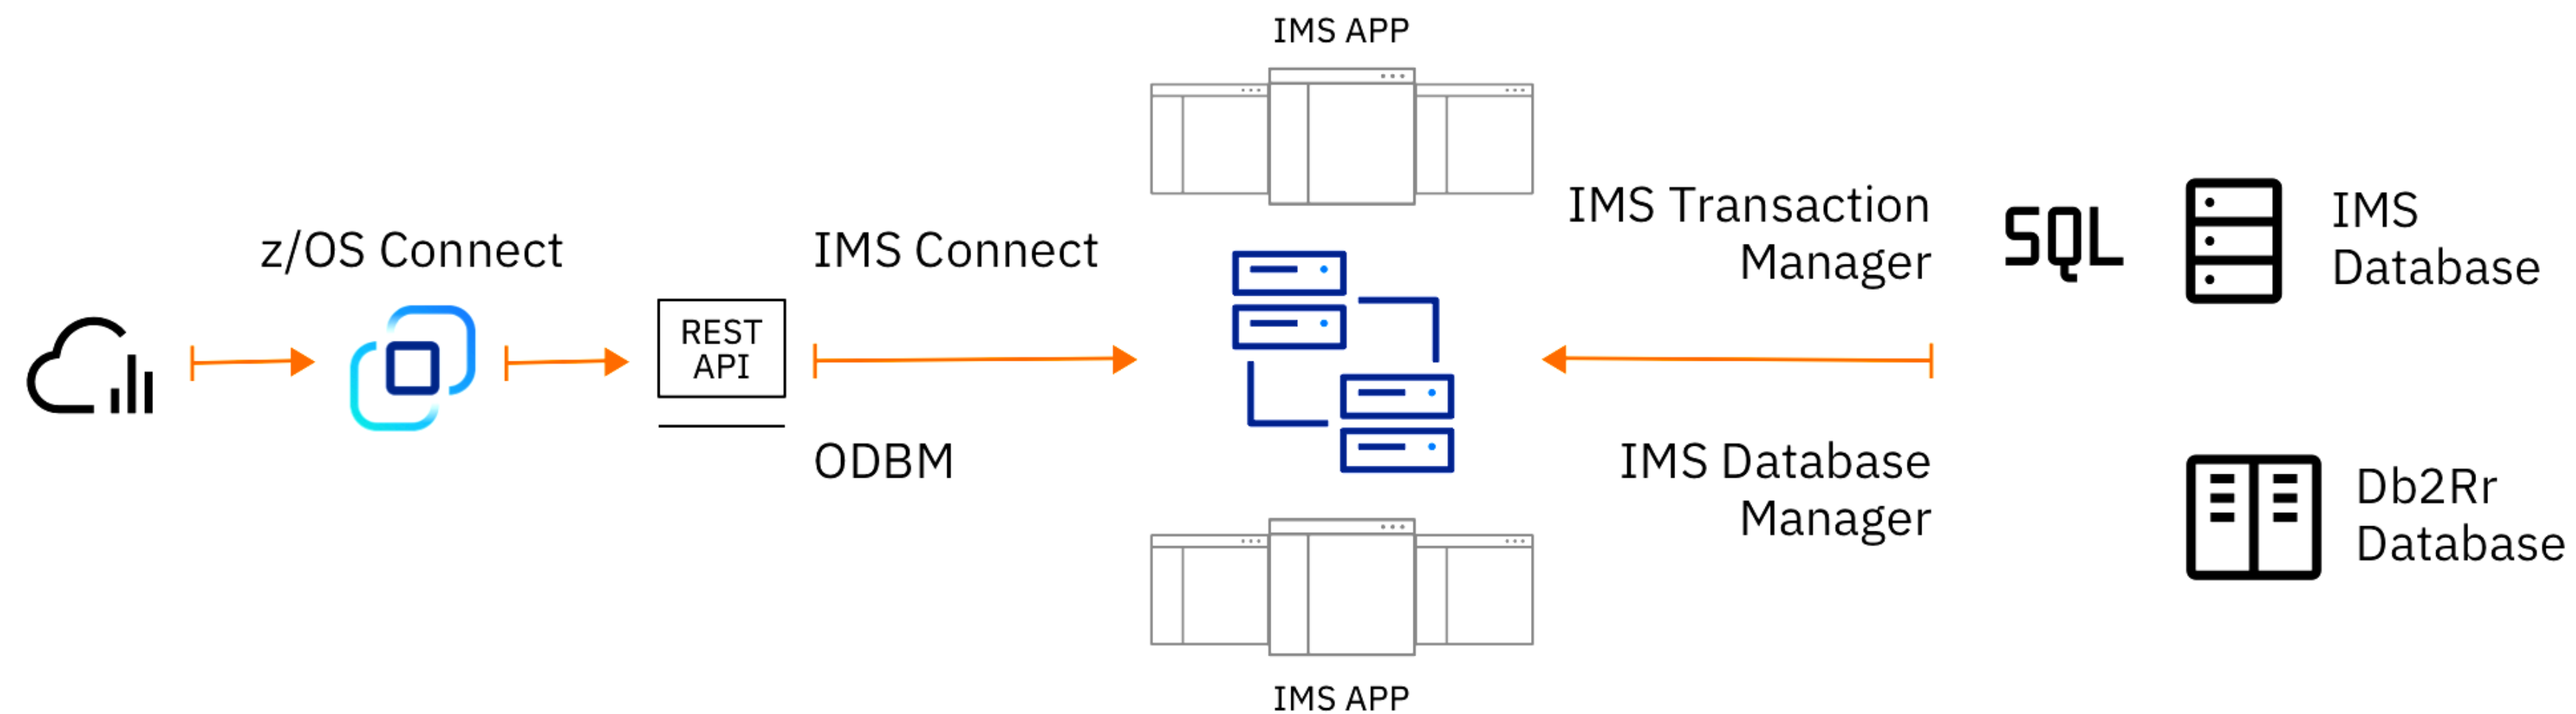 IMS APP
z/OS Connect
REST
API
IMS Connect
ODBM
IMS Transaction
Manager
IMS Database
Manager
SQL
IMS
Database
Db2Rr
Database
IMS APP